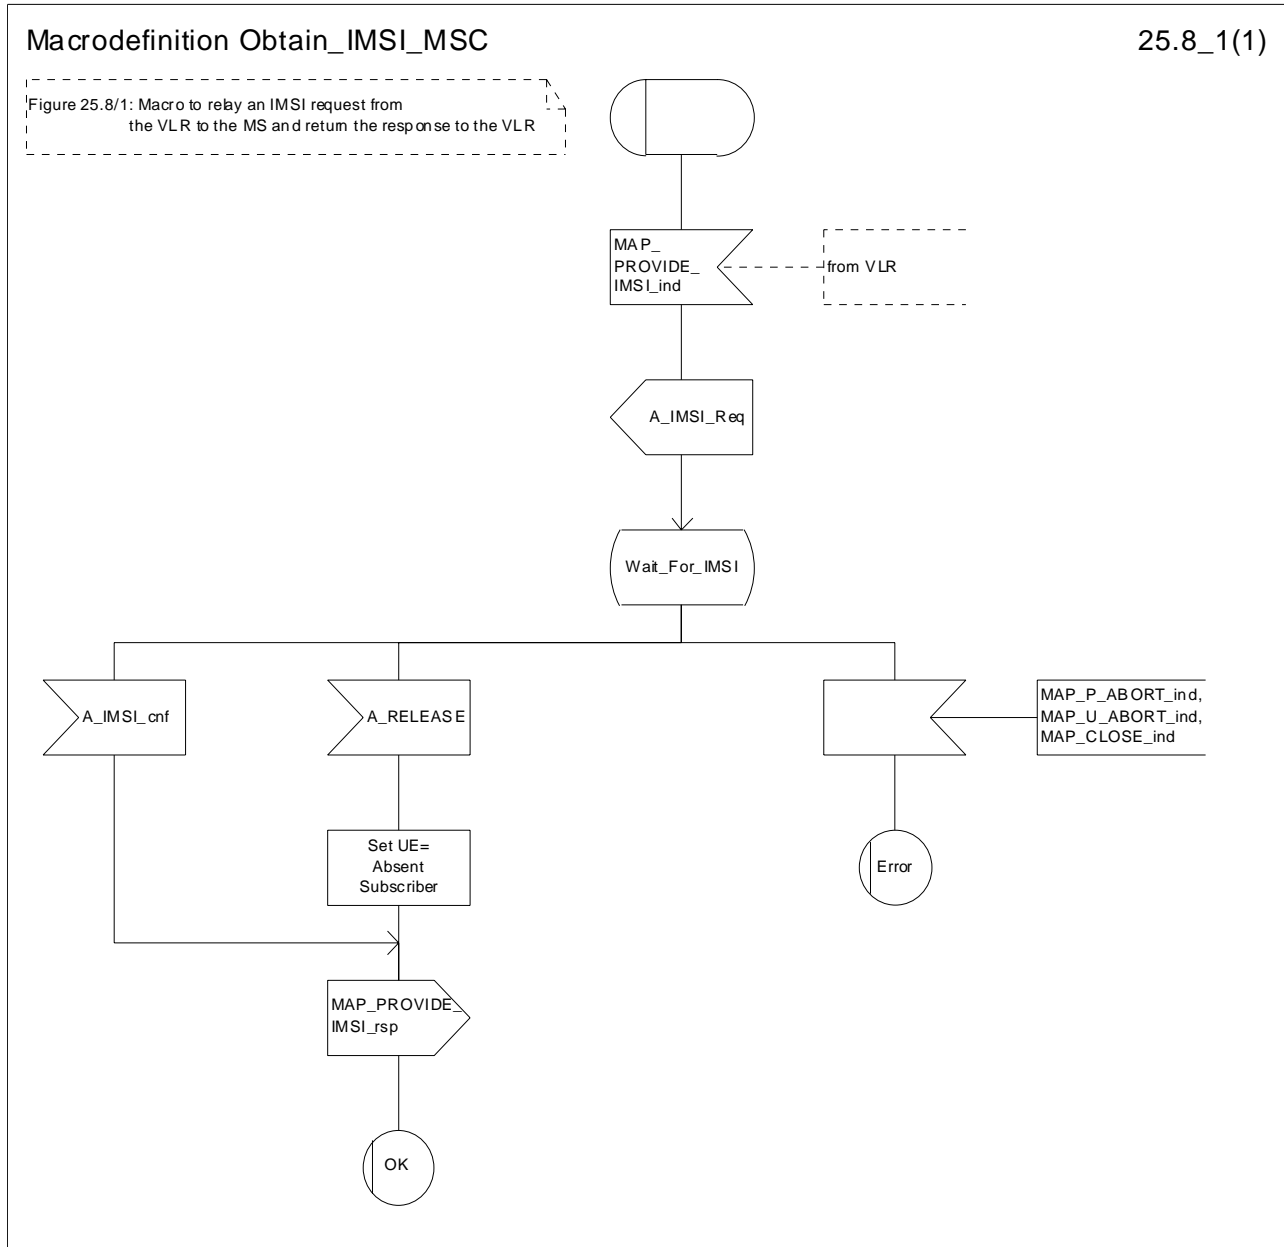 Macrodefinition Obtain_IMSI_MSC
25.8_1(1)
Figure 25.8/1: Macro to relay an IMSI request from
the VLR to the MS and return the response to the VLR
MAP_
PROVIDE_
IMSI_ind
from VLR
A_IMSI_Req
Wait_For_IMSI
A_IMSI_cnf
A_RELEASE
MAP_P_ABORT_ind,
MAP_U_ABORT_ind,
MAP_CLOSE_ind
Set UE=
Absent
Subscriber
Error
MAP_PROVIDE_
IMSI_rsp
OK